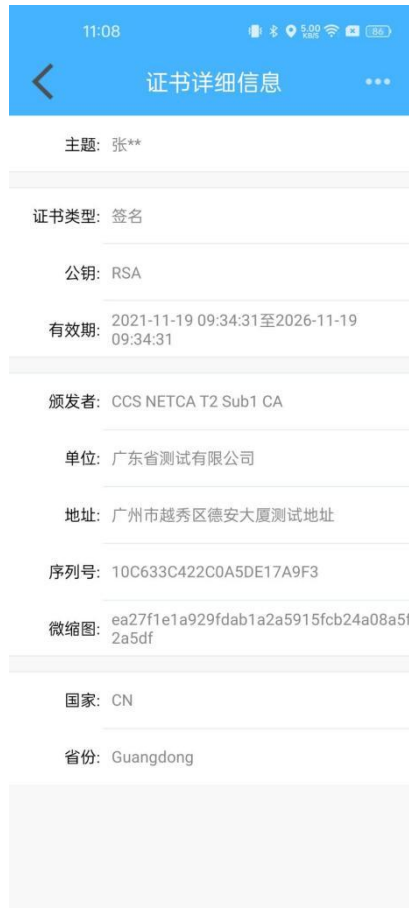 11:08
5.00 KB/S
86
证书详细信息
主题: 张**
证书类型: 签名
公钥: RSA
有效期: 2021-11-19 09:34:31至2026-11-19
09:34:31
颁发者: CCS NETCA T2 Sub1 CA
单位: 广东省测试有限公司
地址: 广州市越秀区德安大厦测试地址
序列号: 10C633C422C0A5DE17A9F3
微缩图: ea27f1e1a929fdab1a2a5915fcb24a08a5f
2a5df
国家: CN
省份: Guangdong